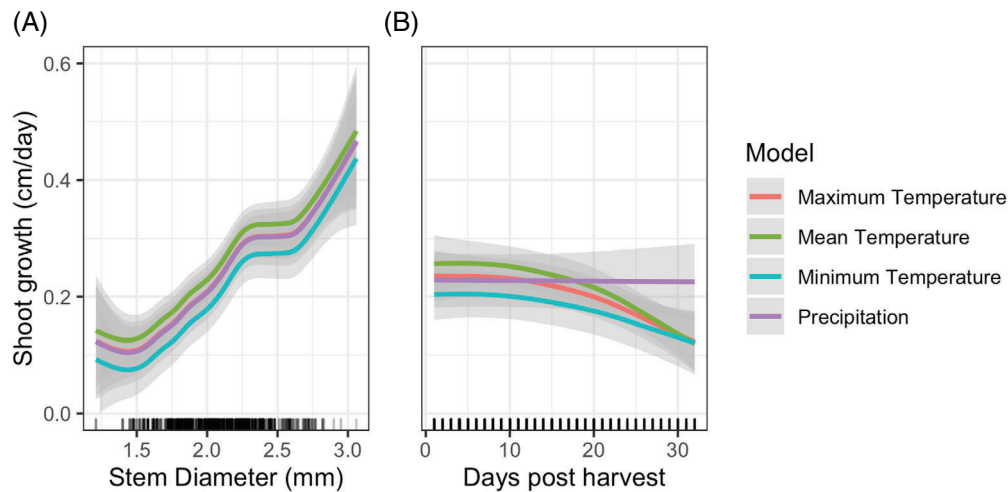 (A)
(B)
Shoot growth (cm/day)
0.6
0.4
0.2
0.0
1.5 2.0 2.5 3.0
Stem Diameter (mm)
0 10 20 30
Days post harvest
Model
Maximum Temperature
Mean Temperature
Minimum Temperature
Precipitation